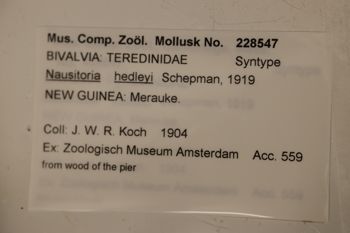 Mus. Comp. Zoöl. Mollusk No. 228547
BIVALVIA: TEREDINIDAE Syntype
Nausitoria hedleyi Schepman, 1919
NEW GUINEA: Merauke.
Coll: J. W. R. Koch 1904
Ex: Zoologisch Museum Amsterdam Acc. 559
from wood of the pier